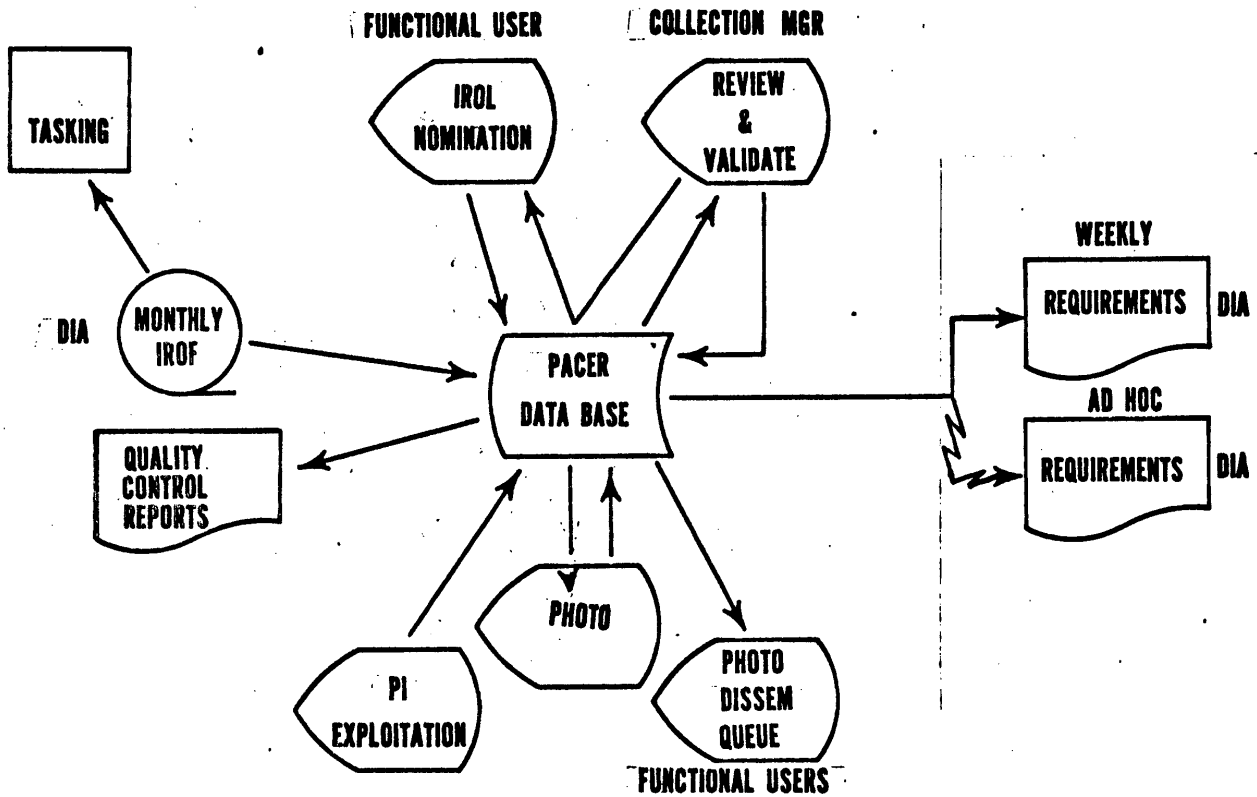 FUNCTIONAL USER
COLLECTION MGR
TASKING
IROL
NOMINATION
REVIEW
&
VALIDATE
WEEKLY
REQUIREMENTS
DIA
DIA
MONTHLY
IROF
PACER
DATA BASE
AD HOC
REQUIREMENTS
DIA
QUALITY
CONTROL
REPORTS
PHOTO
PI
EXPLOITATION
PHOTO
DISSEM
QUEUE
FUNCTIONAL USERS